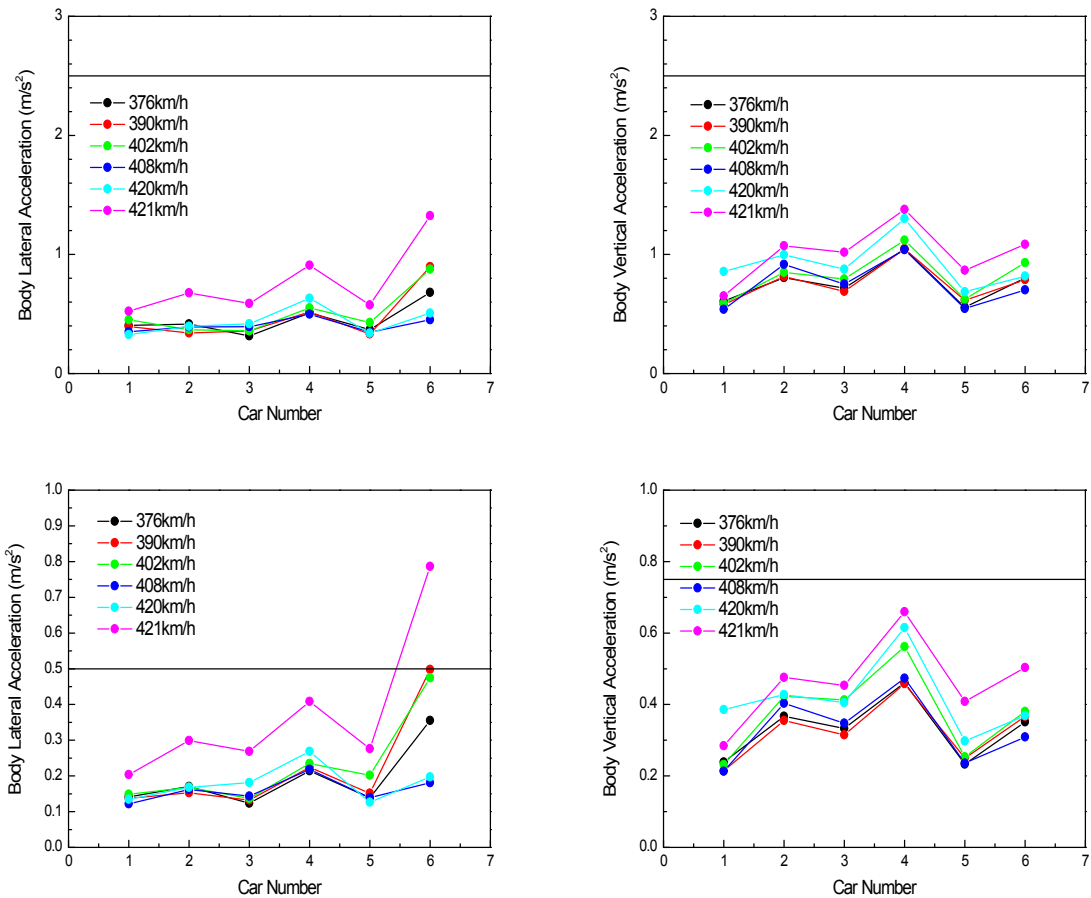 3
2
1
0
Body Lateral Acceleration (m/s²)
376km/h
390km/h
402km/h
408km/h
420km/h
421km/h
0 1 2 3 4 5 6 7
Car Number
3
2
1
0
Body Vertical Acceleration (m/s²)
376km/h
390km/h
402km/h
408km/h
420km/h
421km/h
0 1 2 3 4 5 6 7
Car Number
1.0
0.9
0.8
0.7
0.6
0.5
0.4
0.3
0.2
0.1
0.0
Body Lateral Acceleration (m/s²)
376km/h
390km/h
402km/h
408km/h
420km/h
421km/h
0 1 2 3 4 5 6 7
Car Number
1.0
0.8
0.6
0.4
0.2
0.0
Body Vertical Acceleration (m/s²)
376km/h
390km/h
402km/h
408km/h
420km/h
421km/h
0 1 2 3 4 5 6 7
Car Number